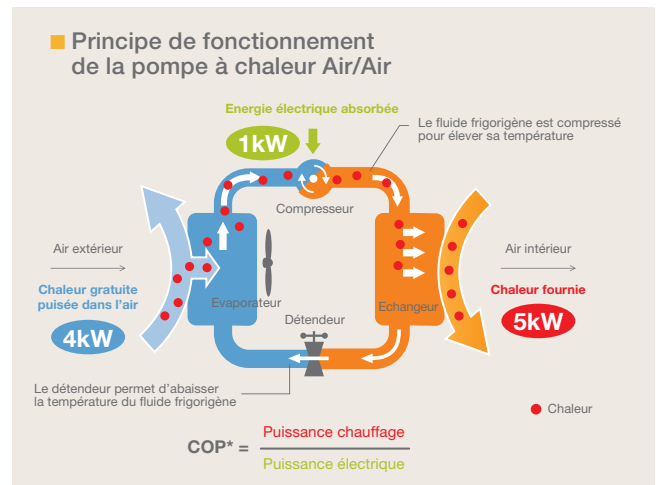 Principe de fonctionnement
de la pompe à chaleur Air/Air
Energie électrique absorbée
1kW
Le fluide frigorigène est compressé
pour élever sa température
Compresseur
Air extérieur
Chaleur gratuite
puisée dans l'air
4kW
Evaporateur
Détendeur
Echangeur
Air intérieur
Chaleur fournie
5kW
Le détendeur permet d'abaisser
la température du fluide frigorigène
Chaleur
COP* =
Puissance chauffage
Puissance électrique